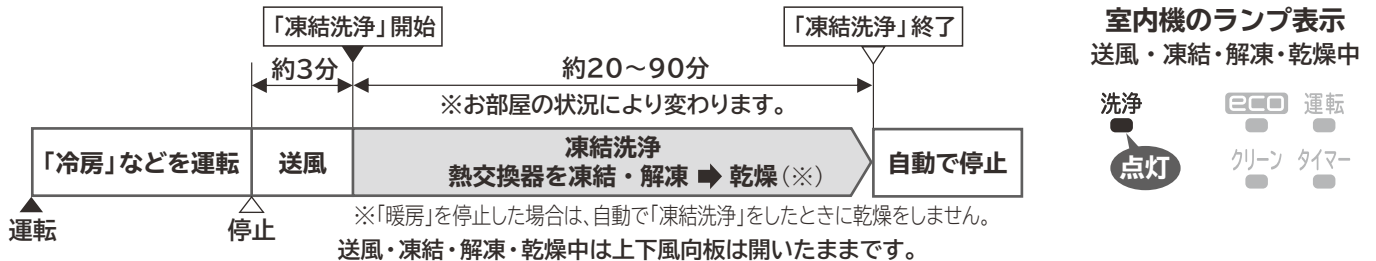 「凍結洗浄」開始
「凍結洗浄」終了
約3分
約20～90分
※お部屋の状況により変わります。
「冷房」などを運転
送風
凍結洗浄
熱交換器を凍結・解凍 ➡ 乾燥(※)
自動で停止
運転
停止
※「暖房」を停止した場合は、自動で「凍結洗浄」をしたときに乾燥をしません。
送風・凍結・解凍・乾燥中は上下風向板は開いたままです。
室内機のランプ表示
送風・凍結・解凍・乾燥中
洗浄
eco 運転
点灯
クリーン タイマー